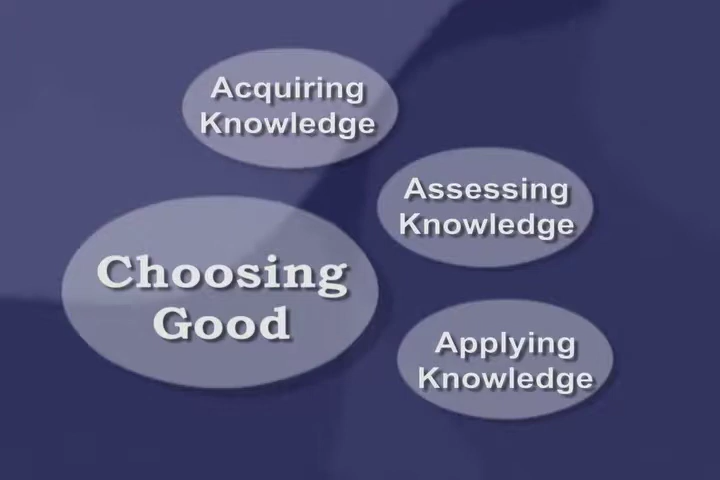 Acquiring
Knowledge
Assessing
Knowledge
Choosing
Good
Applying
Knowledge